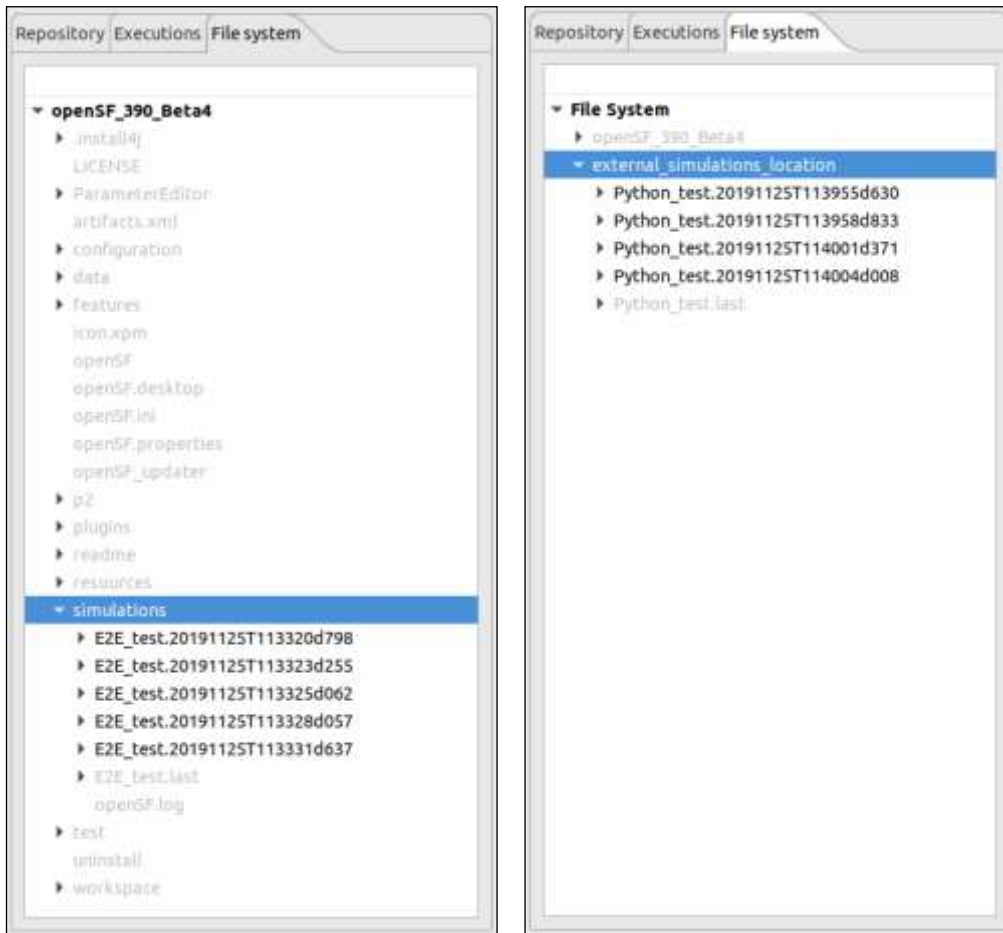 Repository Executions File system
openSF_390_Beta4
.install4j
LICENSE
ParameterEditor
artifacts.xml
configuration
data
features
icon.xpm
openSF
openSF.desktop
openSF.ini
openSF.properties
openSF_updater
p2
plugins
readme
resources
simulations
E2E_test.20191125T113320d798
E2E_test.20191125T113323d255
E2E_test.20191125T113325d062
E2E_test.20191125T113328d057
E2E_test.20191125T113331d637
E2E_test.last
openSF.log
test
uninstall
workspace
Repository Executions File system
File System
openSF_390_Beta4
external_simulations_location
Python_test.20191125T113955d630
Python_test.20191125T113958d833
Python_test.20191125T114001d371
Python_test.20191125T114004d008
Python_test.last